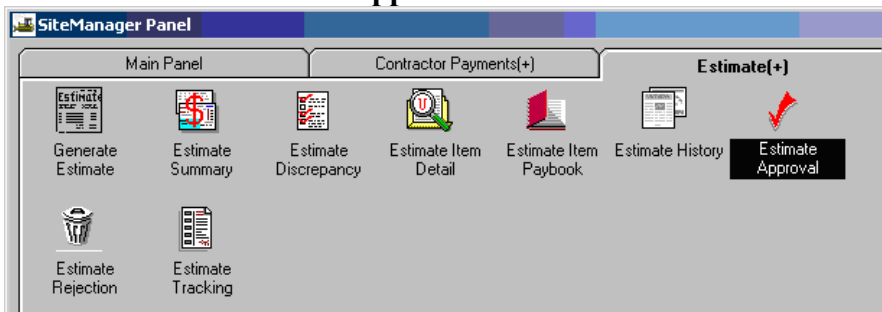 SiteManager Panel
Main Panel
Contractor Payments(+)
Estimate(+)
Estimate
Generate
Estimate
Estimate
Summary
Estimate
Discrepancy
Estimate Item
Detail
Estimate Item
Paybook
Estimate History
Estimate
Approval
Estimate
Rejection
Estimate
Tracking